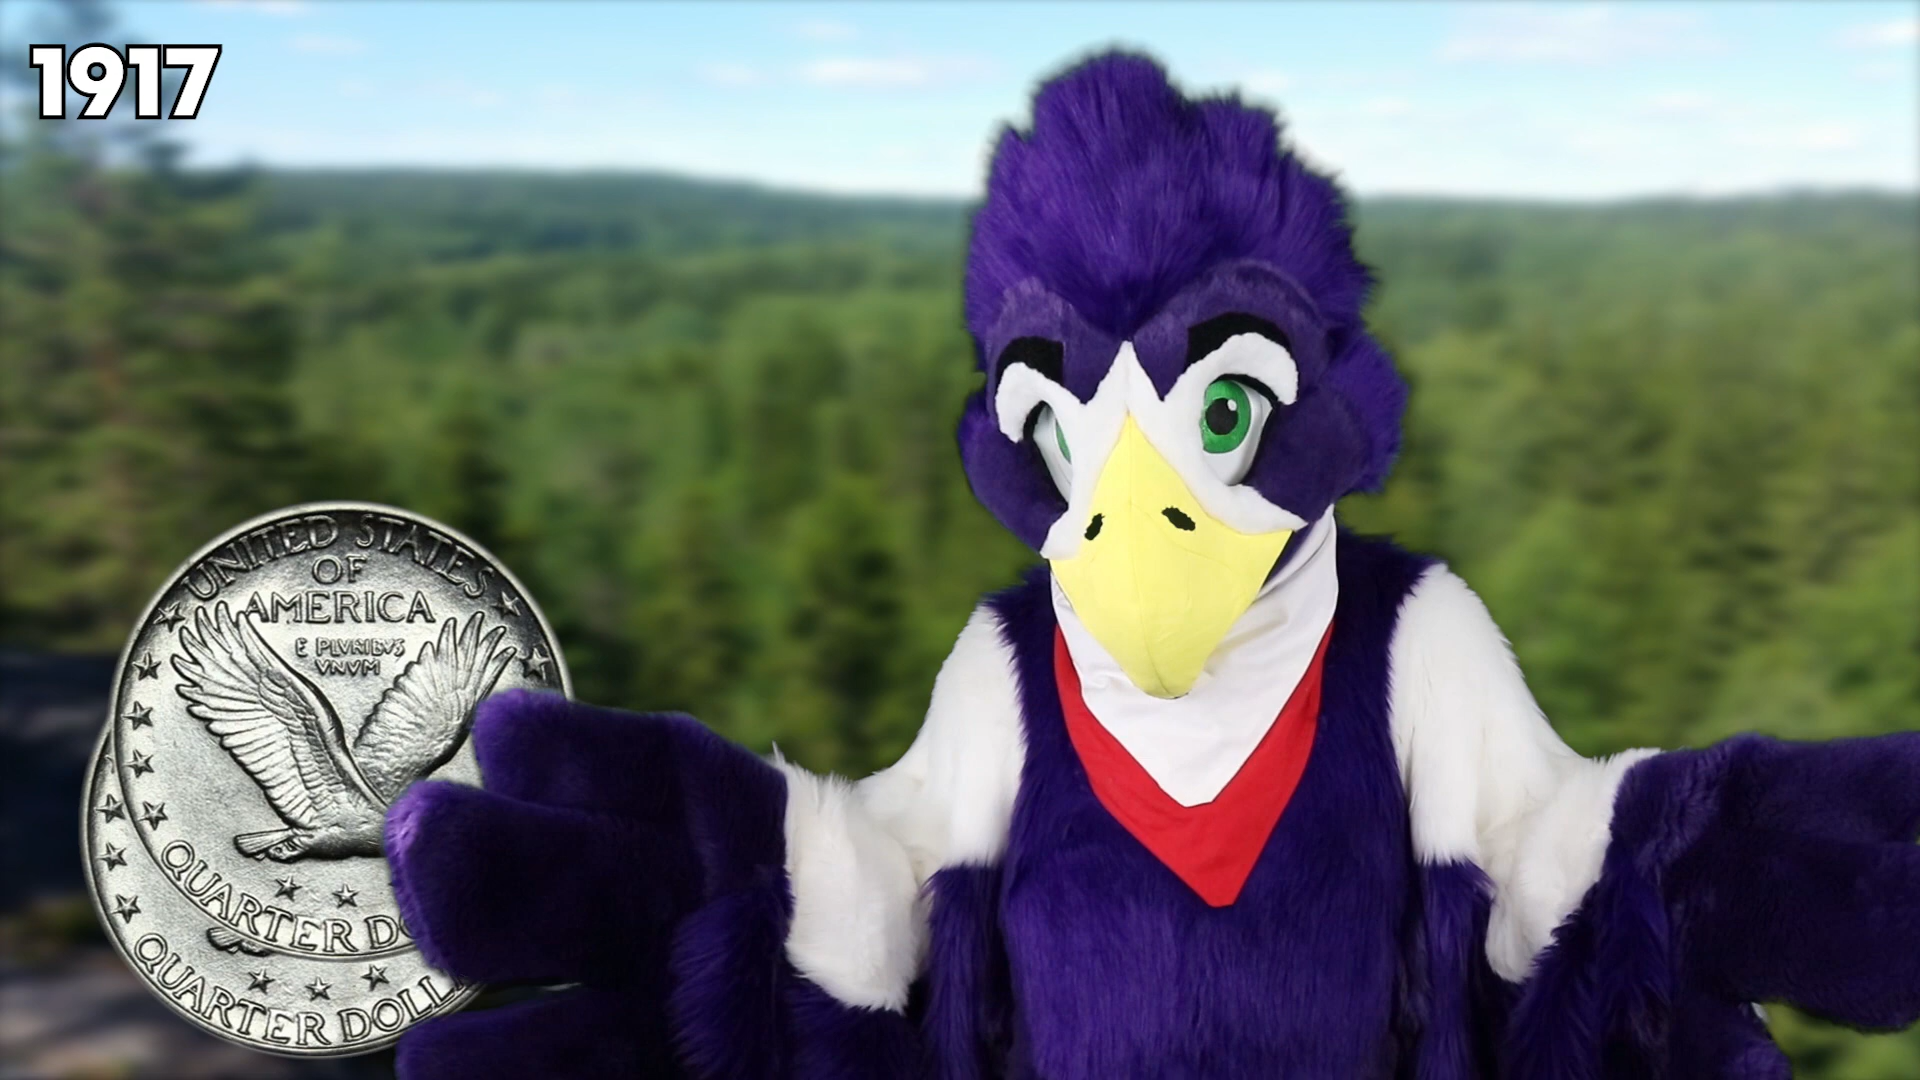 1917
UNITED STATES
OF
AMERICA
E PLVRIBVS
VNVM
QUARTER DO
QUARTER DOLL